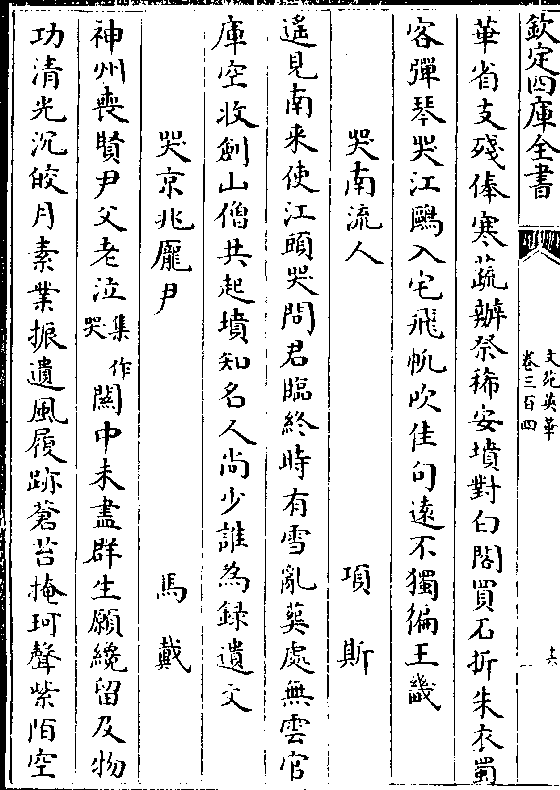 欽定四庫全書
文苑英華
卷三百四
十六
華省支殘俸寒蔬辦祭稀安墳對白閣買石折朱衣蜀
客彈琴哭江鷗入宅飛帆吹佳句遠不獨徧王畿
哭南流人
項斯
遥見南來使江頭哭問君臨終時有雪亂葬處無雲官
庫空收劍山僧共起墳知名人尚少誰為録遺文
哭京兆龎尹
馬戴
神州喪賢尹父老泣集作哭闗中未盡群生願纔留及物
功清光沉皎月素業振遺風履跡蒼苔掩珂聲紫陌空